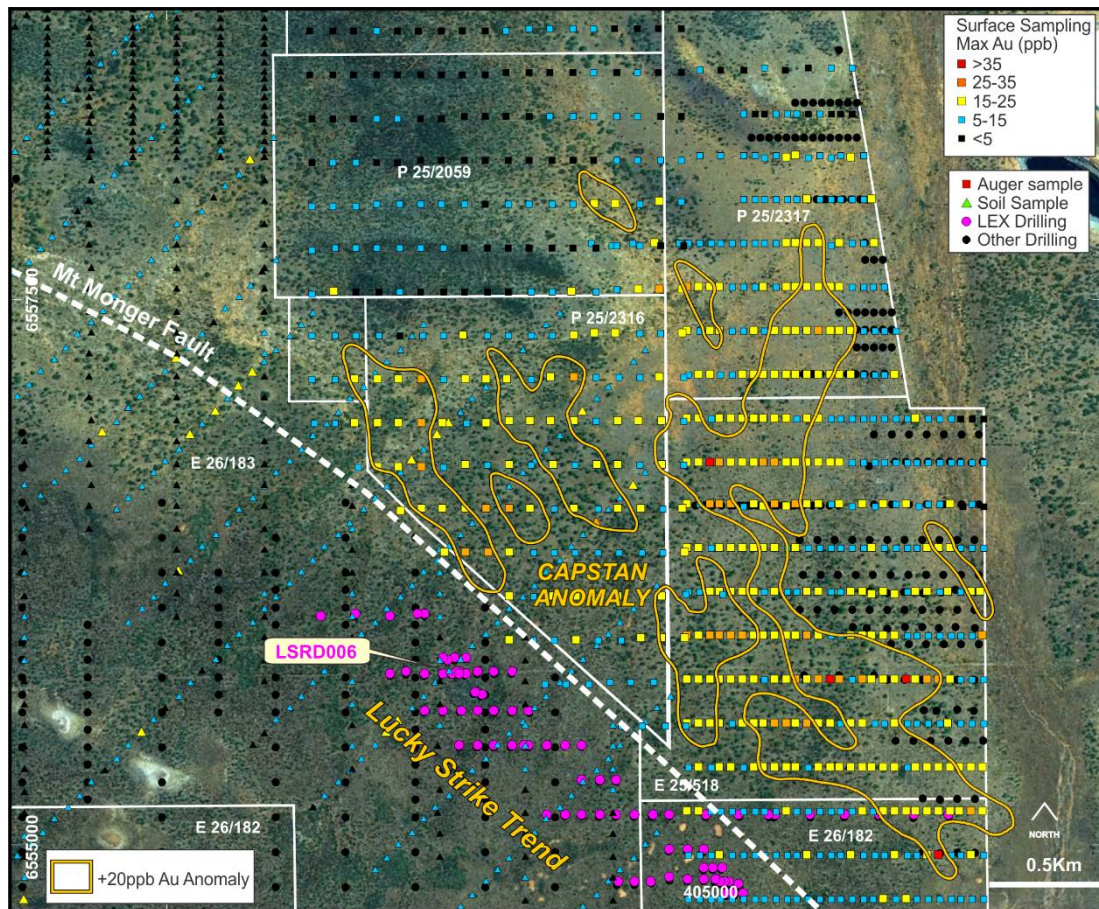 Surface Sampling
Max Au (ppb)
>35
25-35
15-25
5-15
<5
Auger sample
Soil Sample
LEX Drilling
Other Drilling
P 25/2059
P 25/2317
6557500
Mt Monger Fault
P 25/2316
E 26/183
CAPSTAN
ANOMALY
LSRD006
Lucky Strike Trend
E 25/518
6555000
E 26/182
E 26/182
NORTH
0.5Km
+20ppb Au Anomaly
405000